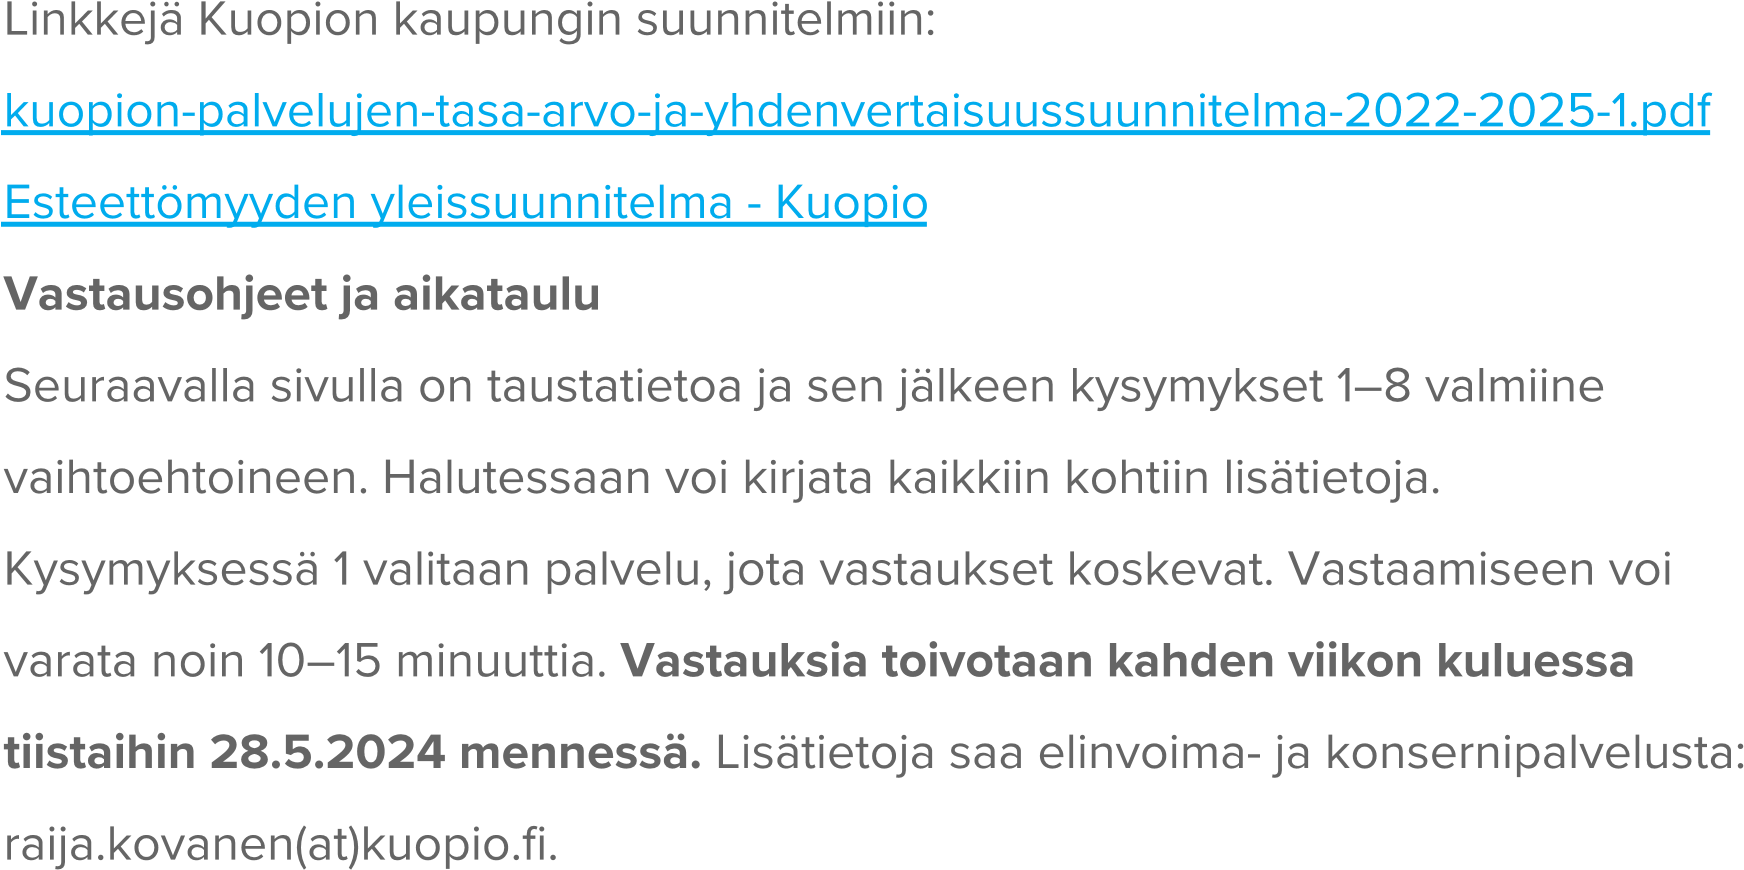 Linkkejä Kuopion kaupungin suunnitelmiin:
kuopion-palvelujen-tasa-arvo-ja-yhdenvertaisuussuunnitelma-2022-2025-1.pdf
Esteettömyyden yleissuunnitelma - Kuopio
Vastausohjeet ja aikataulu
Seuraavalla sivulla on taustatietoa ja sen jälkeen kysymykset 1–8 valmiine
vaihtoehtoineen. Halutessaan voi kirjata kaikkiin kohtiin lisätietoja.
Kysymyksessä 1 valitaan palvelu, jota vastaukset koskevat. Vastaamiseen voi
varata noin 10–15 minuuttia. Vastauksia toivotaan kahden viikon kuluessa
tiistaihin 28.5.2024 mennessä. Lisätietoja saa elinvoima- ja konsernipalvelusta:
raija.kovanen(at)kuopio.fi.